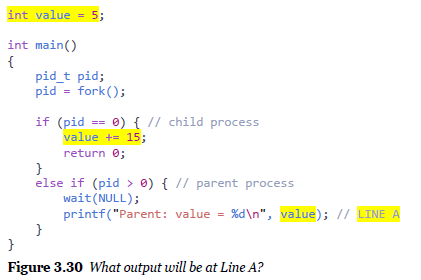 int value = 5;
int main()
{
pid_t pid;
pid = fork();
if (pid == 0) { // child process
value += 15;
return 0;
}
else if (pid > 0) { // parent process
wait(NULL);
printf("Parent: value = %d\n", value); // LINE A
}
}
Figure 3.30 What output will be at Line A?